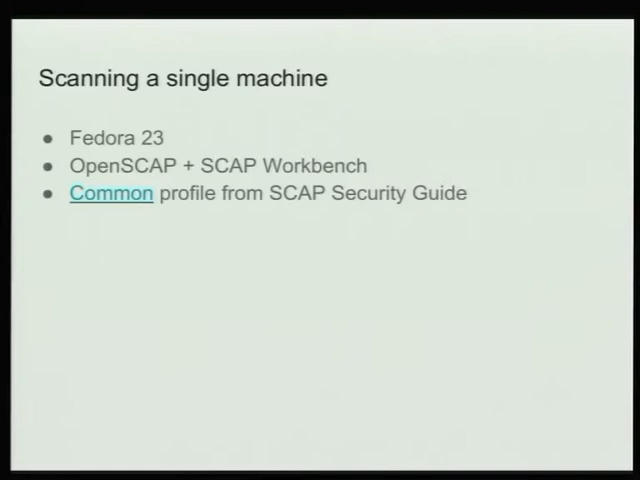 Scanning a single machine
● Fedora 23
● OpenSCAP + SCAP Workbench
● Common profile from SCAP Security Guide